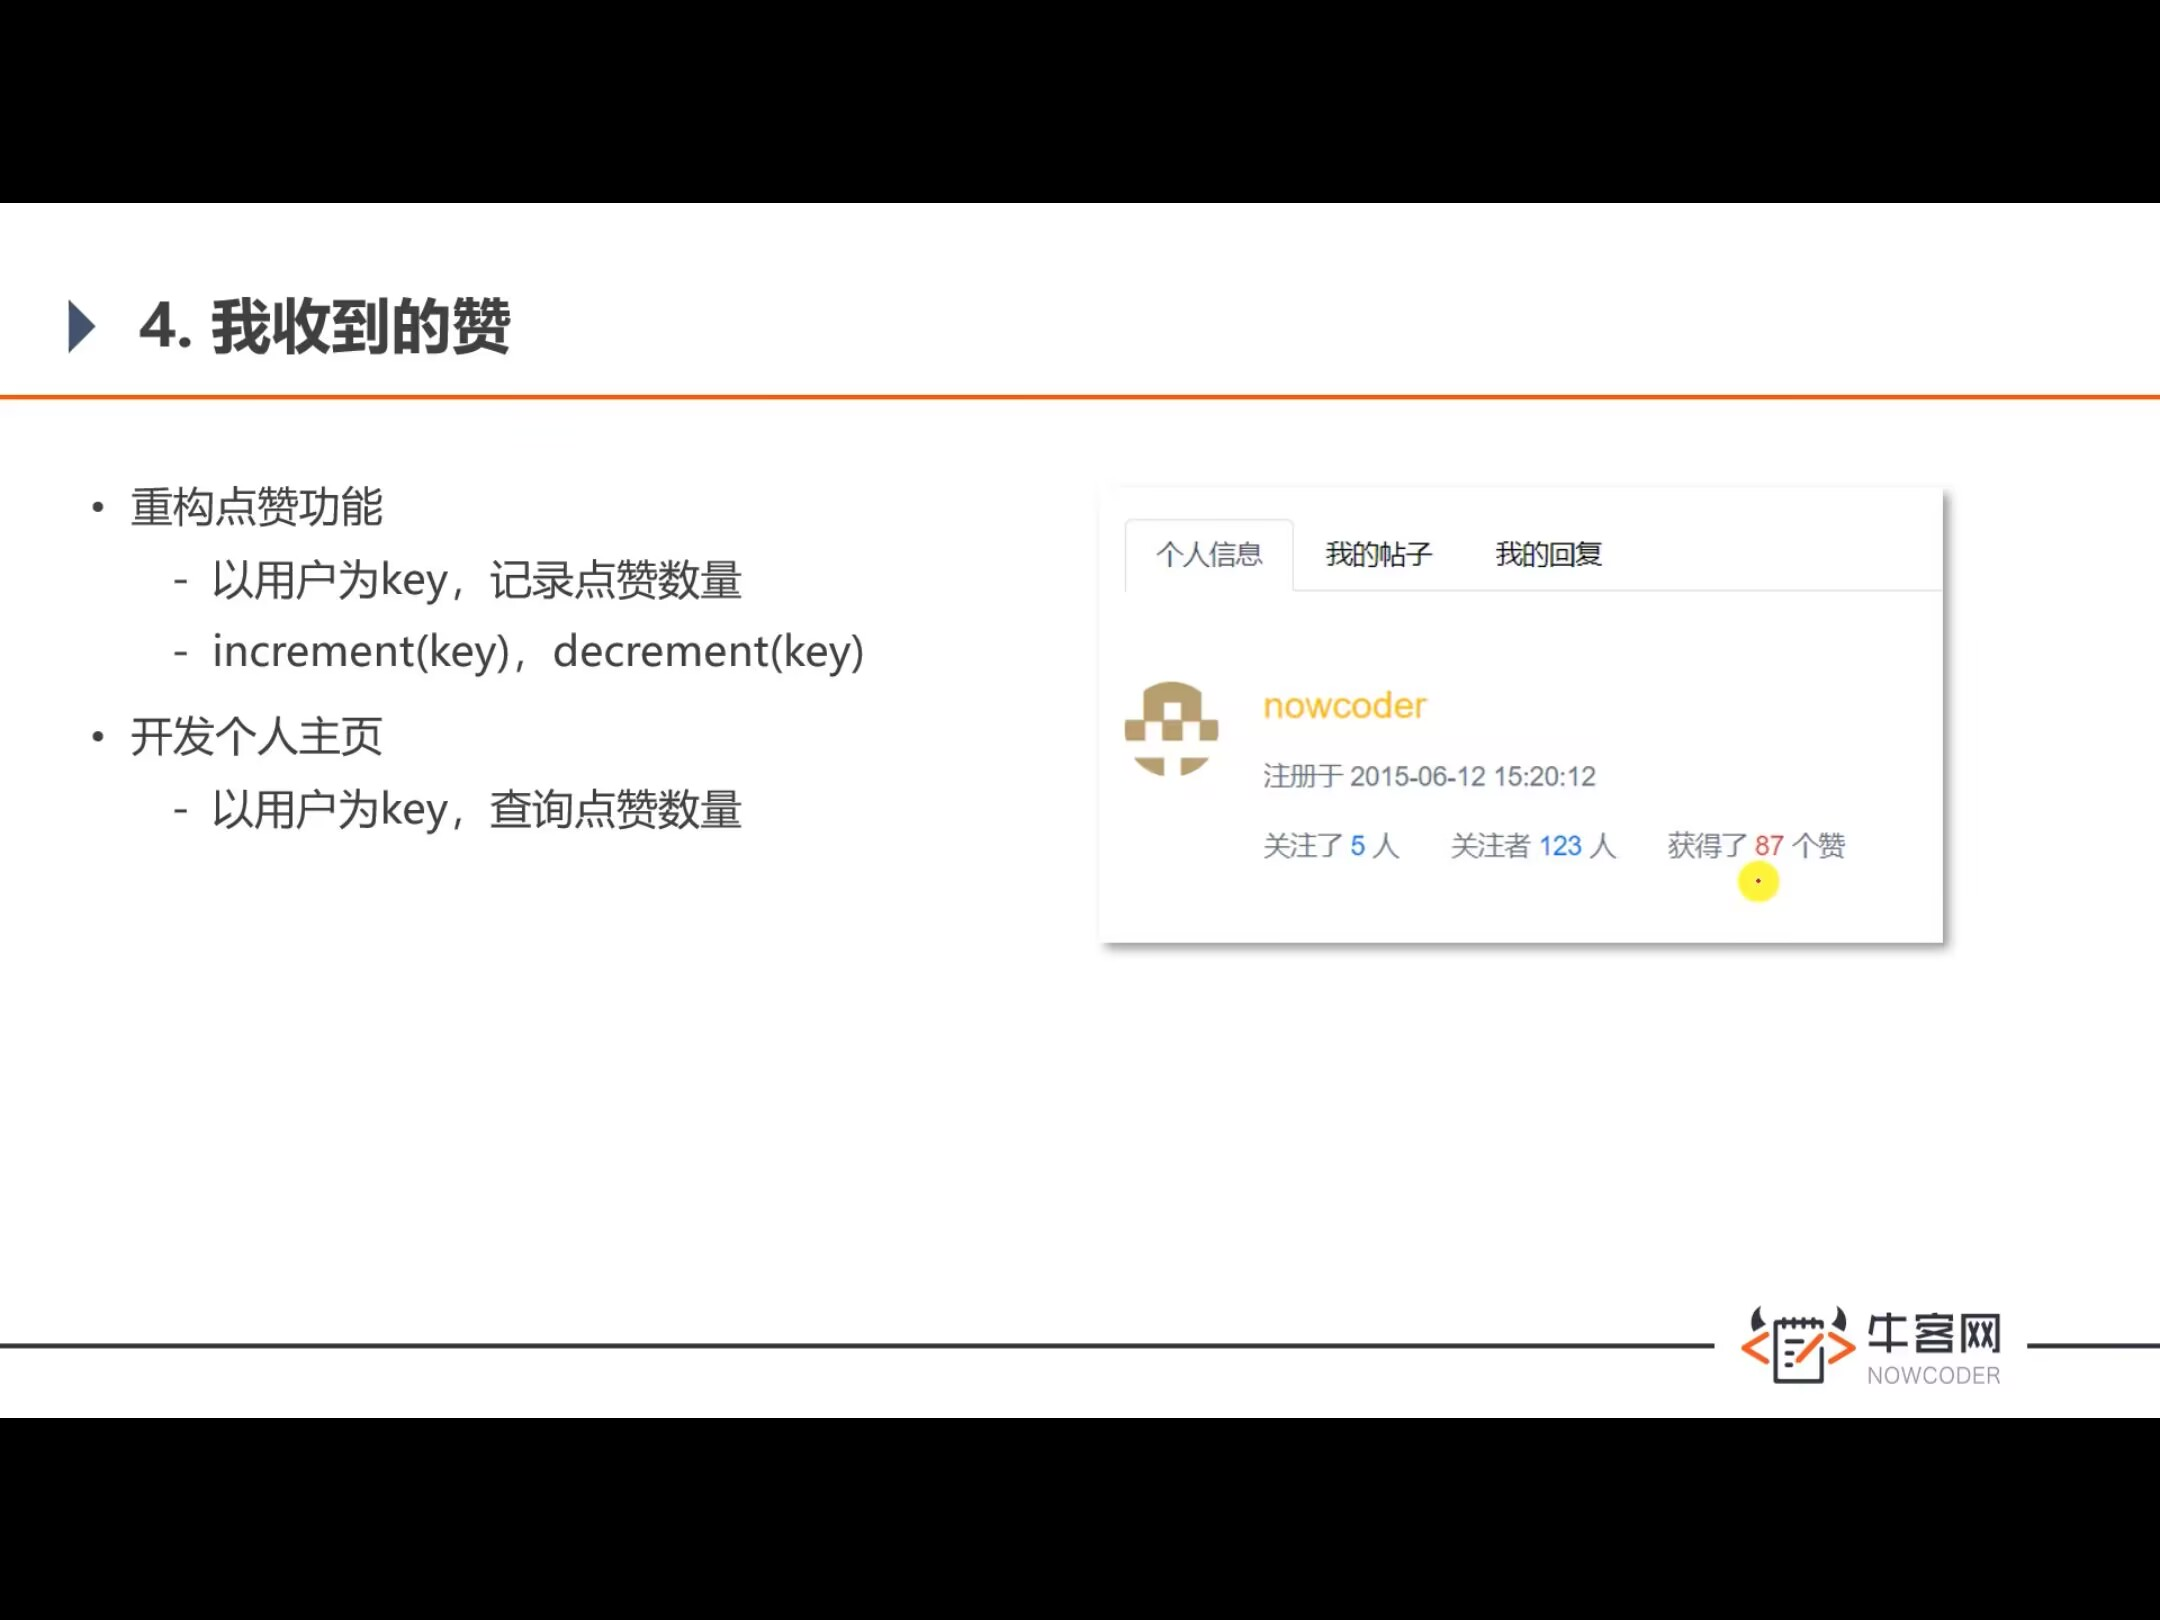 4. 我收到的赞
• 重构点赞功能
- 以用户为key，记录点赞数量
- increment(key)，decrement(key)
• 开发个人主页
- 以用户为key，查询点赞数量
个人信息 我的帖子 我的回复
nowcoder
注册于 2015-06-12 15:20:12
关注了 5 人 关注者 123 人 获得了 87 个赞
牛客网
NOWCODER